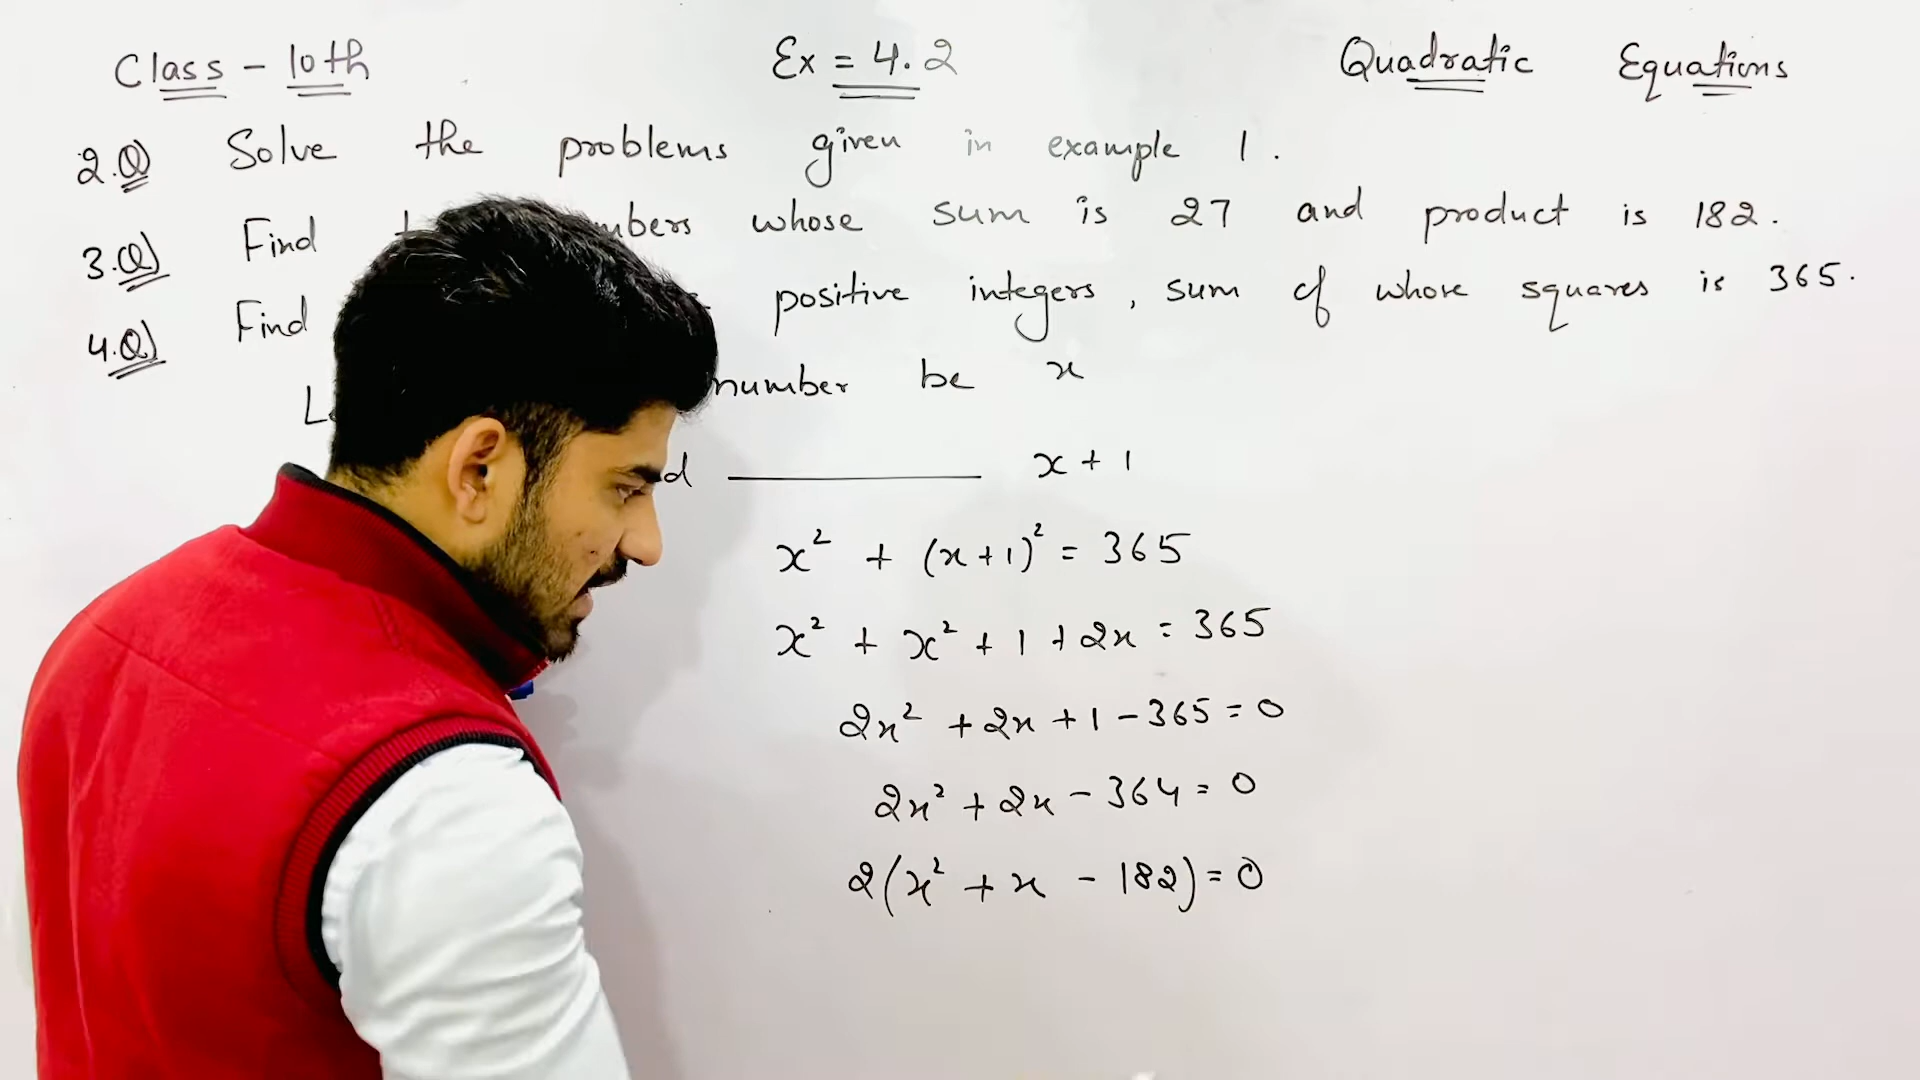 Class - 10th Ex = 4.2 Quadratic Equations
2.Q) Solve the problems given in example 1.
3.Q) Find whose sum is 27 and product is 182.
4.Q) Find positive integers, sum of whose squares is 365.
number be x
x + 1
x² + (x+1)² = 365
x² + x² + 1 + 2x = 365
2x² + 2x + 1 - 365 = 0
2x² + 2x - 364 = 0
2(x² + x - 182) = 0